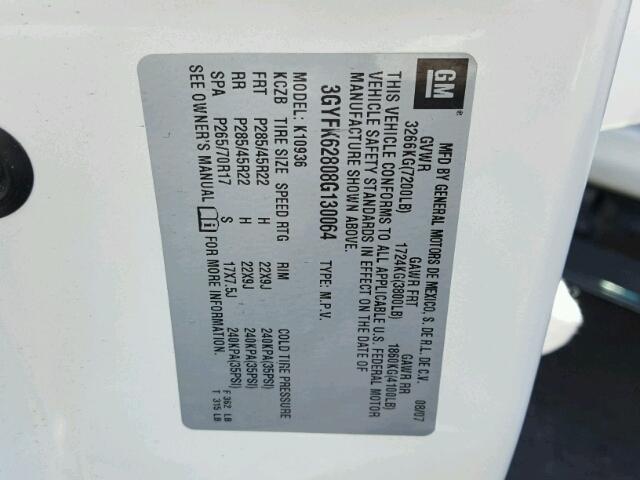 GM
MFD BY GENERAL MOTORS DE MEXICO, S. DE R.L. DE C.V. 08/07
GVWR GAWR FRT GAWR RR
3266KG(7200LB) 1724KG(3800LB) 1860KG(4100LB)
THIS VEHICLE CONFORMS TO ALL APPLICABLE U.S. FEDERAL MOTOR
VEHICLE SAFETY STANDARDS IN EFFECT ON THE DATE OF
MANUFACTURE SHOWN ABOVE.
3GYFK62808G130064 TYPE: M.P.V.
MODEL: K10936
KCZB TIRE SIZE SPEED RTG RIM COLD TIRE PRESSURE
FRT P285/45R22 H 22X9J 240KPA(35PSI)
RR P285/45R22 H 22X9J 240KPA(35PSI)
SPA P265/70R17 S 17X7.5J 240KPA(35PSI)
SEE OWNER'S MANUAL i FOR MORE INFORMATION.
F 362 LB
T 315 LB